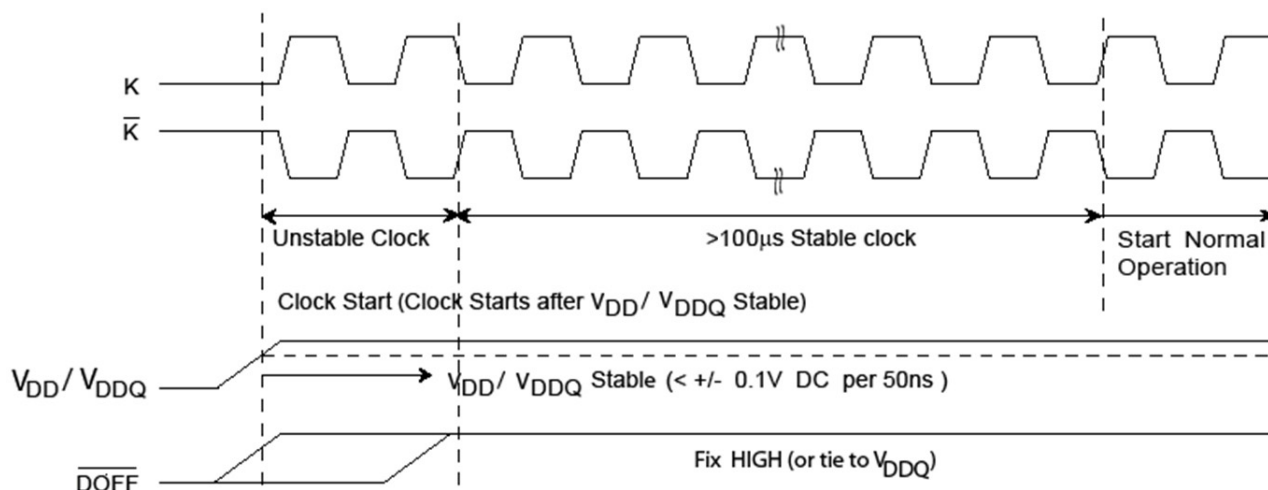 K
K̅
Unstable Clock
>100μs Stable clock
Start Normal
Operation
Clock Start (Clock Starts after VDD / VDDQ Stable)
VDD / VDDQ
VDD / VDDQ Stable (< +/- 0.1V DC per 50ns )
Fix HIGH (or tie to VDDQ)
D̅O̅F̅F̅